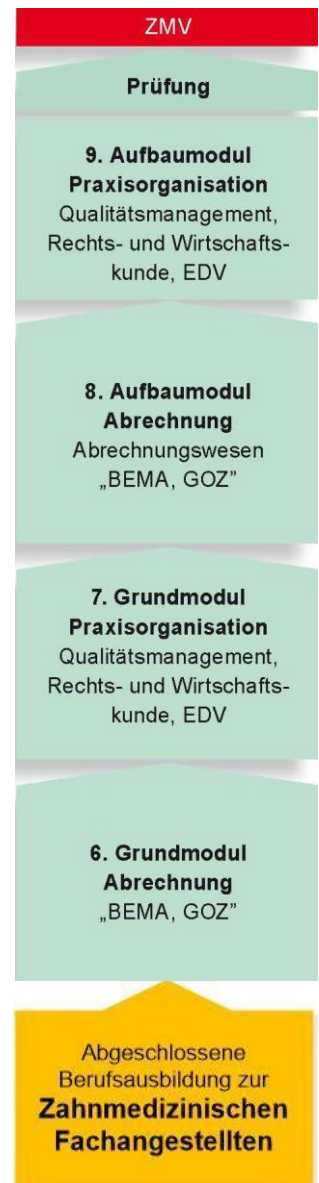 ZMV
Prüfung
9. Aufbaumodul
Praxisorganisation
Qualitätsmanagement,
Rechts- und Wirtschafts-
kunde, EDV
8. Aufbaumodul
Abrechnung
Abrechnungswesen
„BEMA, GOZ”
7. Grundmodul
Praxisorganisation
Qualitätsmanagement,
Rechts- und Wirtschafts-
kunde, EDV
6. Grundmodul
Abrechnung
„BEMA, GOZ”
Abgeschlossene
Berufsausbildung zur
Zahnmedizinischen
Fachangestellten